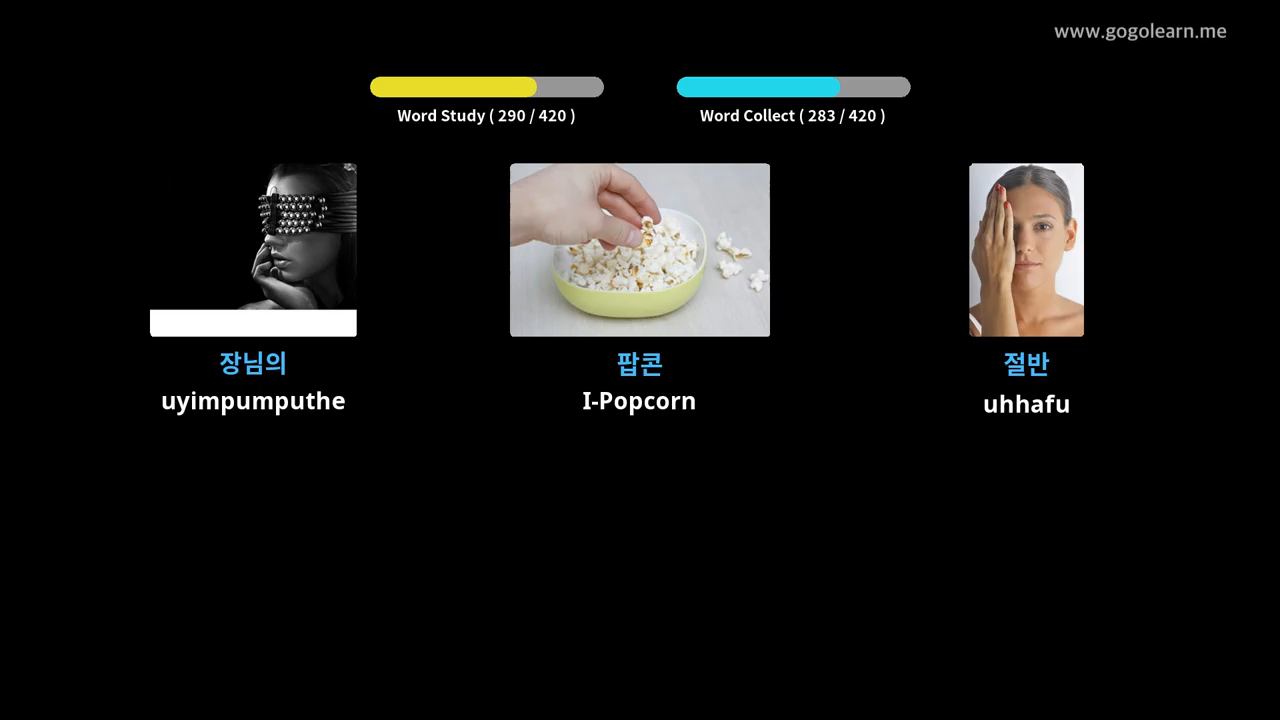 www.gogolearn.me
Word Study ( 290 / 420 )
Word Collect ( 283 / 420 )
장님의
팝콘
절반
uyimpumputhe
I-Popcorn
uhhafu